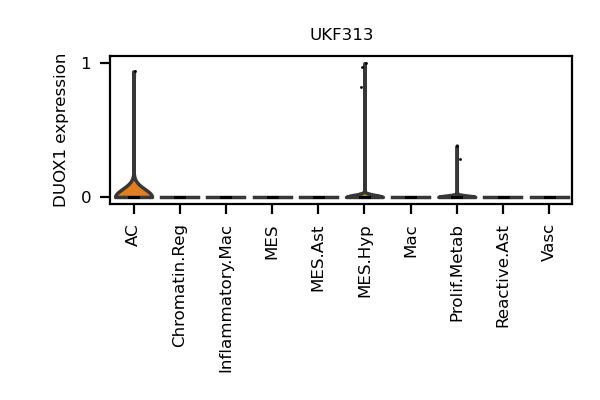 UKF313
DUOX1 expression
1
0
AC
Chromatin.Reg
Inflammatory.Mac
MES
MES.Ast
MES.Hyp
Mac
Prolif.Metab
Reactive.Ast
Vasc